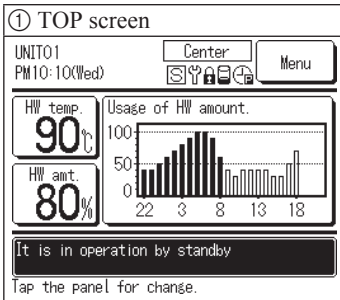 ① TOP screen
UNIT01
Center
Menu
PM10:10(Wed)
S
HW temp.
90℃
Usage of HW amount.
100
50
0
22 3 8 13 18
HW amt.
80%
It is in operation by standby
Tap the panel for change.